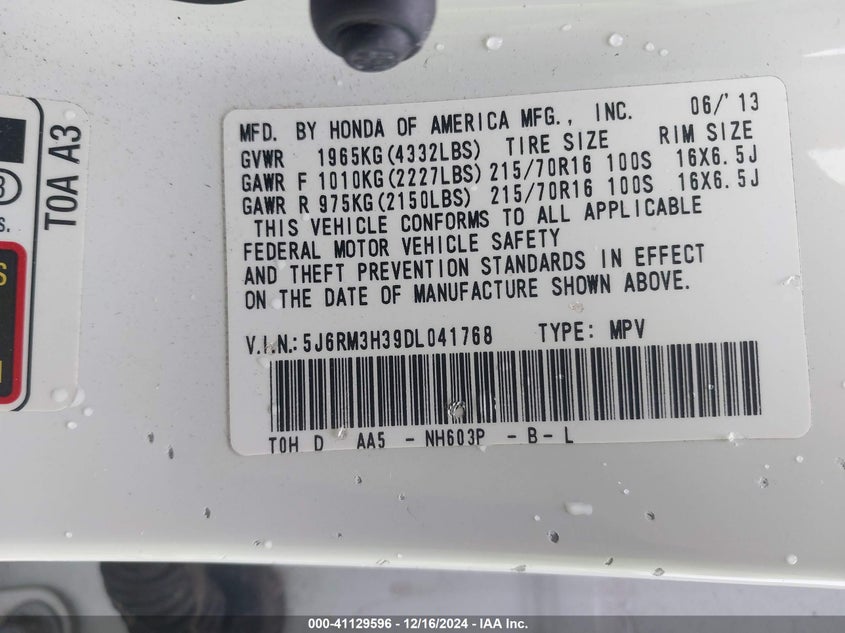 MFD. BY HONDA OF AMERICA MFG., INC. 06/'13
GVWR 1965KG(4332LBS) TIRE SIZE RIM SIZE
GAWR F 1010KG(2227LBS) 215/70R16 100S 16X6.5J
GAWR R 975KG(2150LBS) 215/70R16 100S 16X6.5J
THIS VEHICLE CONFORMS TO ALL APPLICABLE
FEDERAL MOTOR VEHICLE SAFETY
AND THEFT PREVENTION STANDARDS IN EFFECT
ON THE DATE OF MANUFACTURE SHOWN ABOVE.
V.I.N.: 5J6RM3H39DL041768 TYPE: MPV
T0H D AA5 - NH603P - B - L
T0A A3
000-41129596 - 12/16/2024 - IAA Inc.